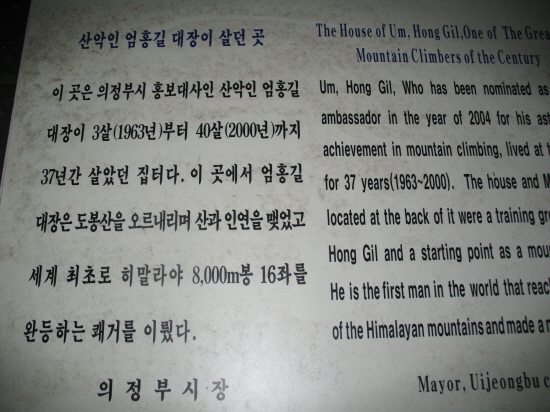 산악인 엄홍길 대장이 살던 곳
이 곳은 의정부시 홍보대사인 산악인 엄홍길
대장이 3살(1963년)부터 40살(2000년)까지
37년간 살았던 집터다. 이 곳에서 엄홍길
대장은 도봉산을 오르내리며 산과 인연을 맺었고
세계 최초로 히말라야 8,000m봉 16좌를
완등하는 쾌거를 이뤘다.
의 정 부 시 장
The House of Um, Hong Gil,One of The
Mountain Climbers of the Century
Um, Hong Gil, Who has been nominated as
ambassador in the year of 2004 for his
achievement in mountain climbing, lived at
for 37 years(1963~2000). The house and
located at the back of it were a training
Hong Gil and a starting point as a
He is the first man in the world that
of the Himalayan mountains and made a
Mayor, Uijeongbu